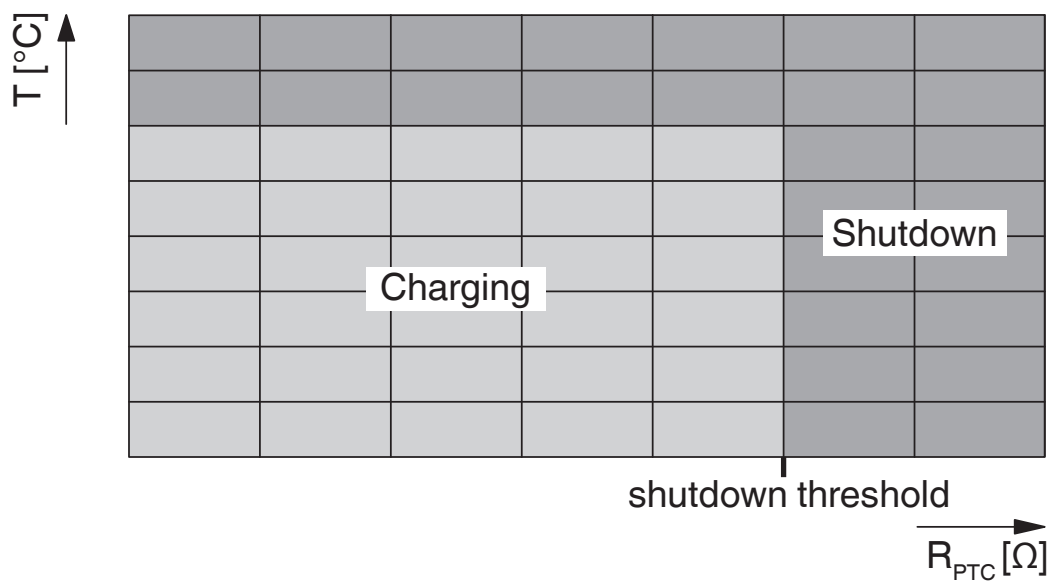 T [°C]
Shutdown
Charging
shutdown threshold
R_PTC [Ω]